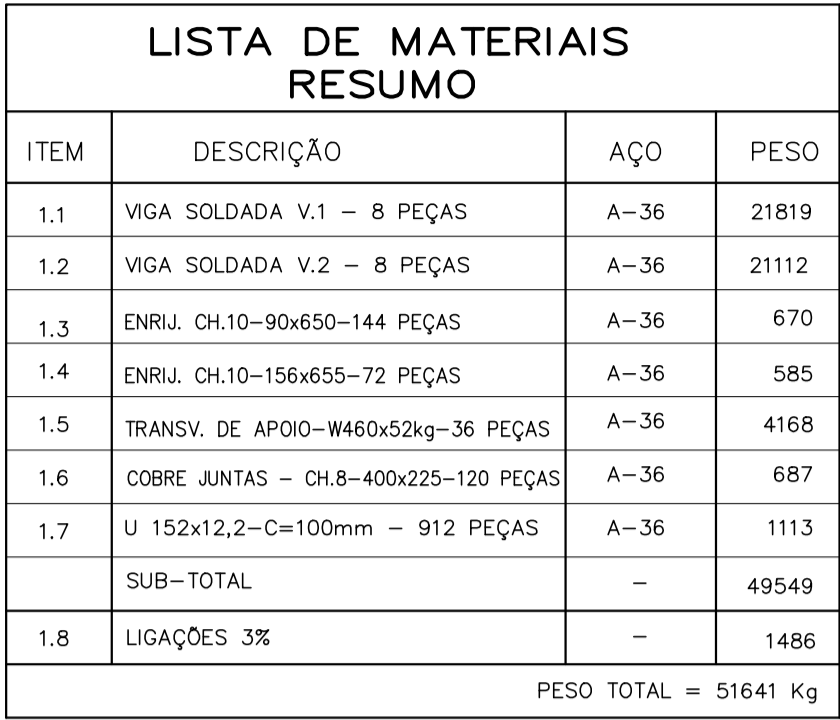 LISTA DE MATERIAIS
RESUMO
ITEM DESCRIÇÃO AÇO PESO
1.1 VIGA SOLDADA V.1 – 8 PEÇAS A–36 21819
1.2 VIGA SOLDADA V.2 – 8 PEÇAS A–36 21112
1.3 ENRIJ. CH.10–90x650–144 PEÇAS A–36 670
1.4 ENRIJ. CH.10–156x655–72 PEÇAS A–36 585
1.5 TRANSV. DE APOIO–W460x52kg–36 PEÇAS A–36 4168
1.6 COBRE JUNTAS – CH.8–400x225–120 PEÇAS A–36 687
1.7 U 152x12,2–C=100mm – 912 PEÇAS A–36 1113
SUB–TOTAL – 49549
1.8 LIGAÇÕES 3% – 1486
PESO TOTAL = 51641 Kg